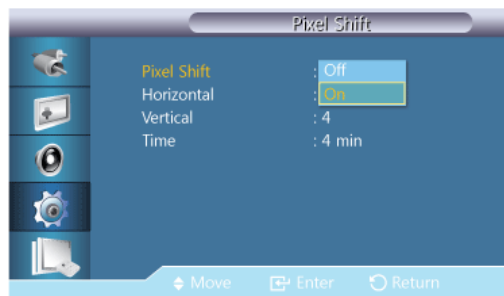 Pixel Shift
Pixel Shift : Off
Horizontal : On
Vertical : 4
Time : 4 min
Move Enter Return